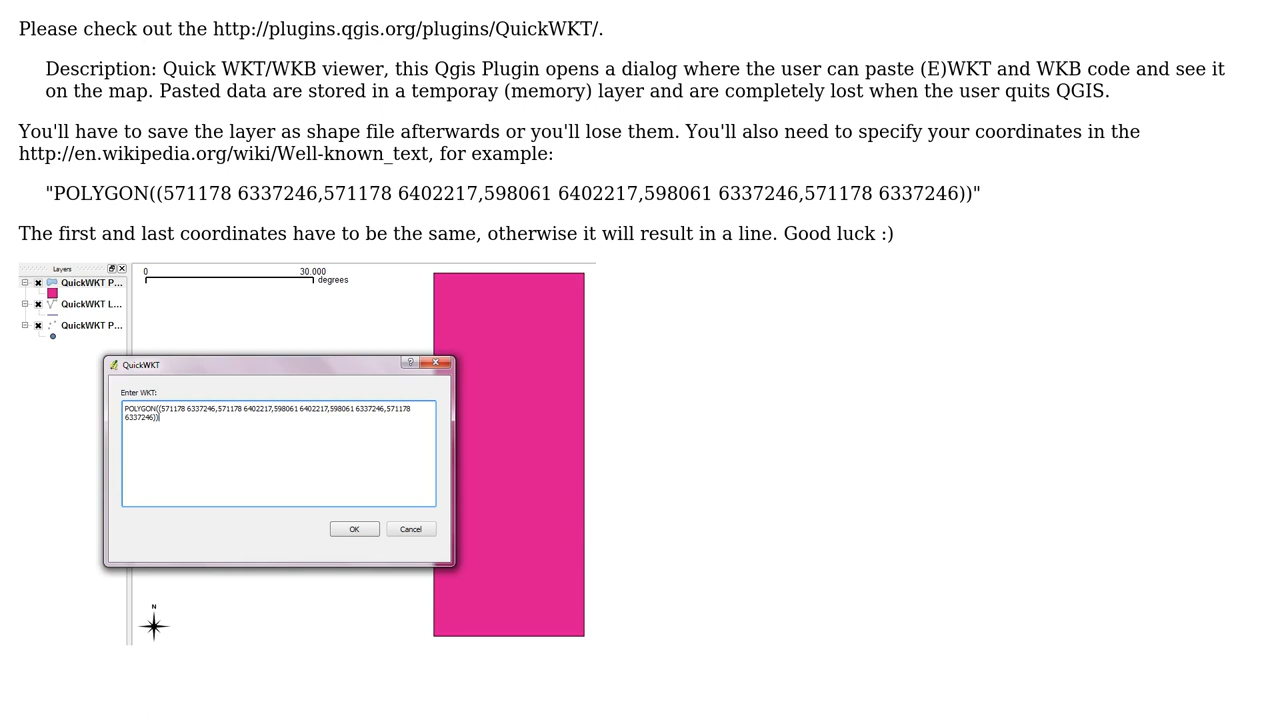 Please check out the http://plugins.qgis.org/plugins/QuickWKT/.
Description: Quick WKT/WKB viewer, this Qgis Plugin opens a dialog where the user can paste (E)WKT and WKB code and see it
on the map. Pasted data are stored in a temporay (memory) layer and are completely lost when the user quits QGIS.
You'll have to save the layer as shape file afterwards or you'll lose them. You'll also need to specify your coordinates in the
http://en.wikipedia.org/wiki/Well-known_text, for example:
"POLYGON((571178 6337246,571178 6402217,598061 6402217,598061 6337246,571178 6337246))"
The first and last coordinates have to be the same, otherwise it will result in a line. Good luck :)
Layers
QuickWKT P...
QuickWKT L...
QuickWKT P...
0 30.000
degrees
QuickWKT
Enter WKT:
POLYGON((571178 6337246,571178 6402217,598061 6402217,598061 6337246,571178
6337246))
OK Cancel
N